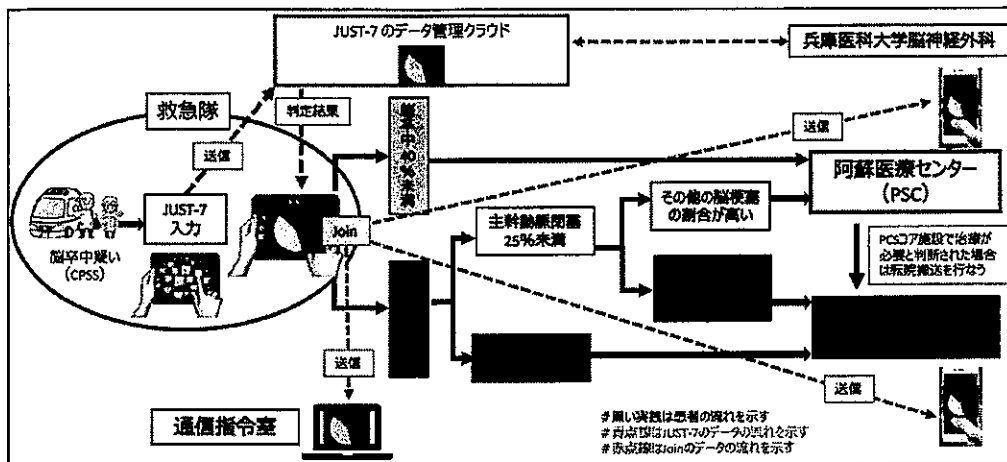 JUST-7 のデータ管理クラウド
兵庫医科大学脳神経外科
救急隊
送信
判定結果
脳卒中40%未満
送信
阿蘇医療センター
(PSC)
JUST-7
入力
Join
主幹動脈閉塞
25%未満
その他の脳梗塞
の割合が高い
脳卒中疑い
(CPSS)
PCSコア施設で治療が
必要と判断された場合
は転院搬送を行なう
送信
送信
通信指令室
#黒い実践は患者の流れを示す
#青点線はJUST-7のデータの流れを示す
#赤点線はJoinのデータの流れを示す